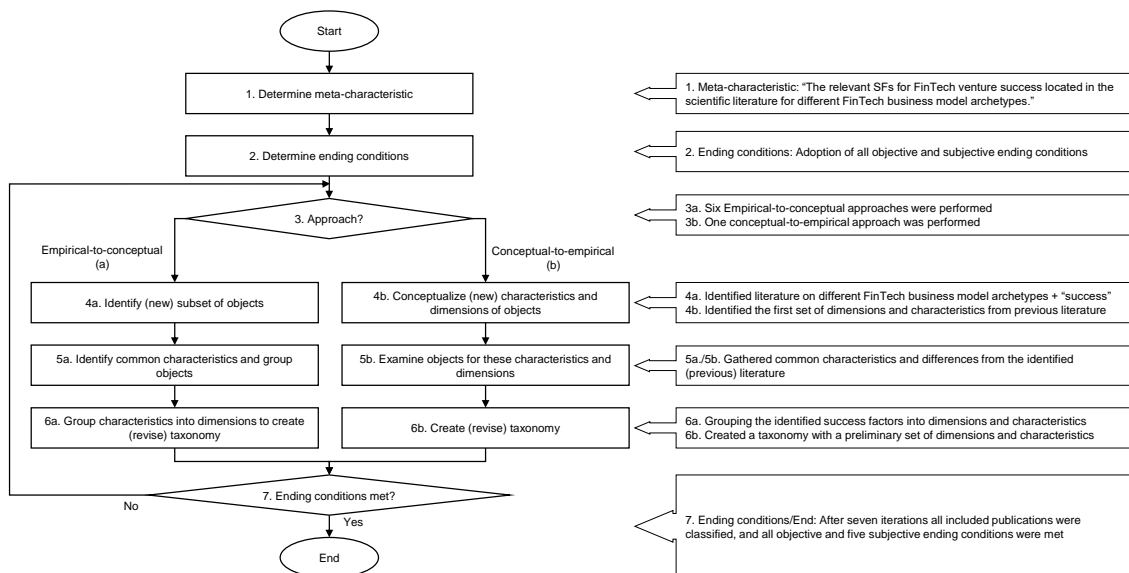 Start
1. Determine meta-characteristic
2. Determine ending conditions
3. Approach?
Empirical-to-conceptual
(a)
Conceptual-to-empirical
(b)
4a. Identify (new) subset of objects
4b. Conceptualize (new) characteristics and
dimensions of objects
5a. Identify common characteristics and group
objects
5b. Examine objects for these characteristics and
dimensions
6a. Group characteristics into dimensions to create
(revise) taxonomy
6b. Create (revise) taxonomy
7. Ending conditions met?
No
Yes
End
1. Meta-characteristic: “The relevant SFs for FinTech venture success located in the
scientific literature for different FinTech business model archetypes.”
2. Ending conditions: Adoption of all objective and subjective ending conditions
3a. Six Empirical-to-conceptual approaches were performed
3b. One conceptual-to-empirical approach was performed
4a. Identified literature on different FinTech business model archetypes + “success”
4b. Identified the first set of dimensions and characteristics from previous literature
5a./5b. Gathered common characteristics and differences from the identified
(previous) literature
6a. Grouping the identified success factors into dimensions and characteristics
6b. Created a taxonomy with a preliminary set of dimensions and characteristics
7. Ending conditions/End: After seven iterations all included publications were
classified, and all objective and five subjective ending conditions were met